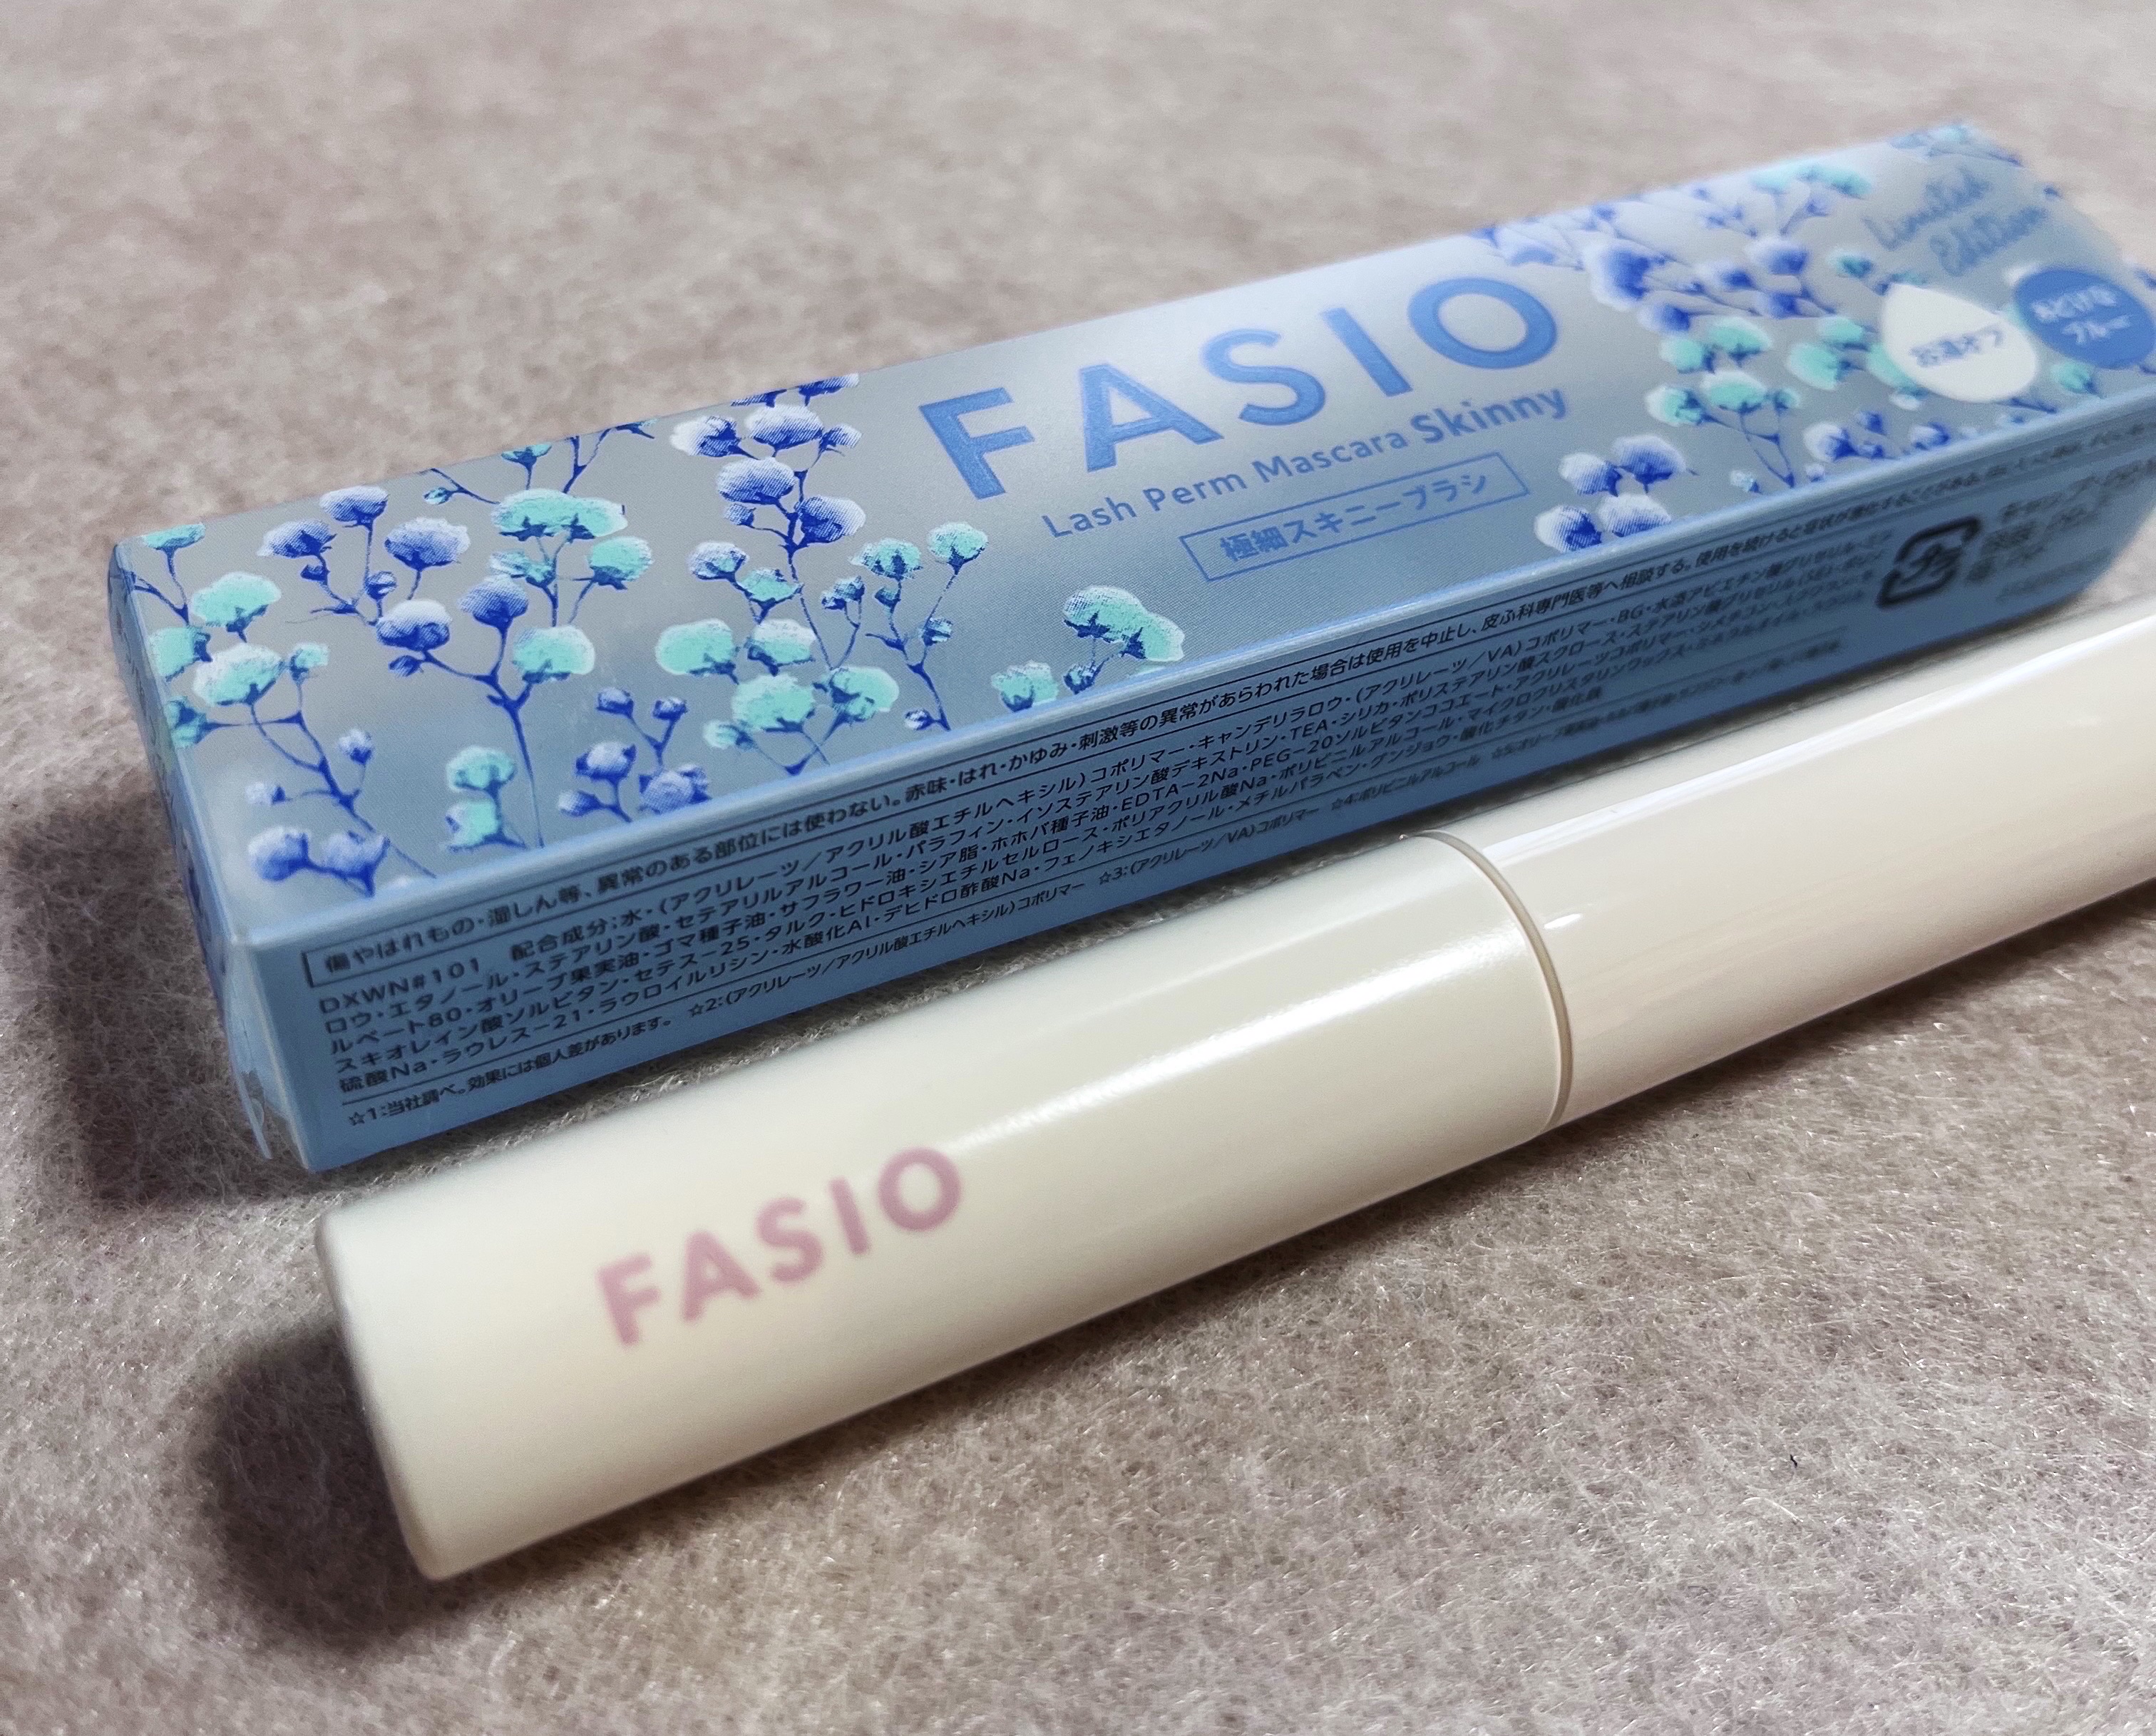 Limited
Edition
お湯オフ
あどけな
ブルー
FASIO
Lash Perm Mascara Skinny
極細スキニーブラシ
傷やはれもの・湿しん等、異常のある部位には使わない。赤味・はれ・かゆみ・刺激等の異常があらわれた場合は使用を中止し、皮ふ科専門医等へ相談する。使用を続けると症状が悪化することがある。
DXWN#101 配合成分:水・(アクリレーツ/アクリル酸エチルヘキシル)コポリマー・キャンデリラロウ・(アクリレーツ/VA)コポリマー・BG・水添アビエチン酸グリセリル・
ロウ・エタノール・ステアリン酸・セテアリルアルコール・パラフィン・イソステアリン酸デキストリン・TEA・シリカ・ポリステアリン酸スクロース・ステアリン酸グリセリル(SE)・
ルベート80・オリーブ果実油・ゴマ種子油・サフラワー油・シア脂・ホホバ種子油・EDTA-2Na・PEG-20ソルビタンココエート・アクリレーツコポリマー・
スキオレイン酸ソルビタン・セテス-25・タルク・ヒドロキシエチルセルロース・ポリアクリル酸Na・ポリビニルアルコール・マイクロクリスタリンワックス・
硫酸Na・ラウレス-21・ラウロイルリシン・水酸化Al・デヒドロ酢酸Na・フェノキシエタノール・メチルパラベン・グンジョウ・酸化チタン・酸化鉄
☆1:当社調べ。効果には個人差があります。 ☆2:(アクリレーツ/アクリル酸エチルヘキシル)コポリマー ☆3:(アクリレーツ/VA)コポリマー ☆4:ポリビニルアルコール
FASIO